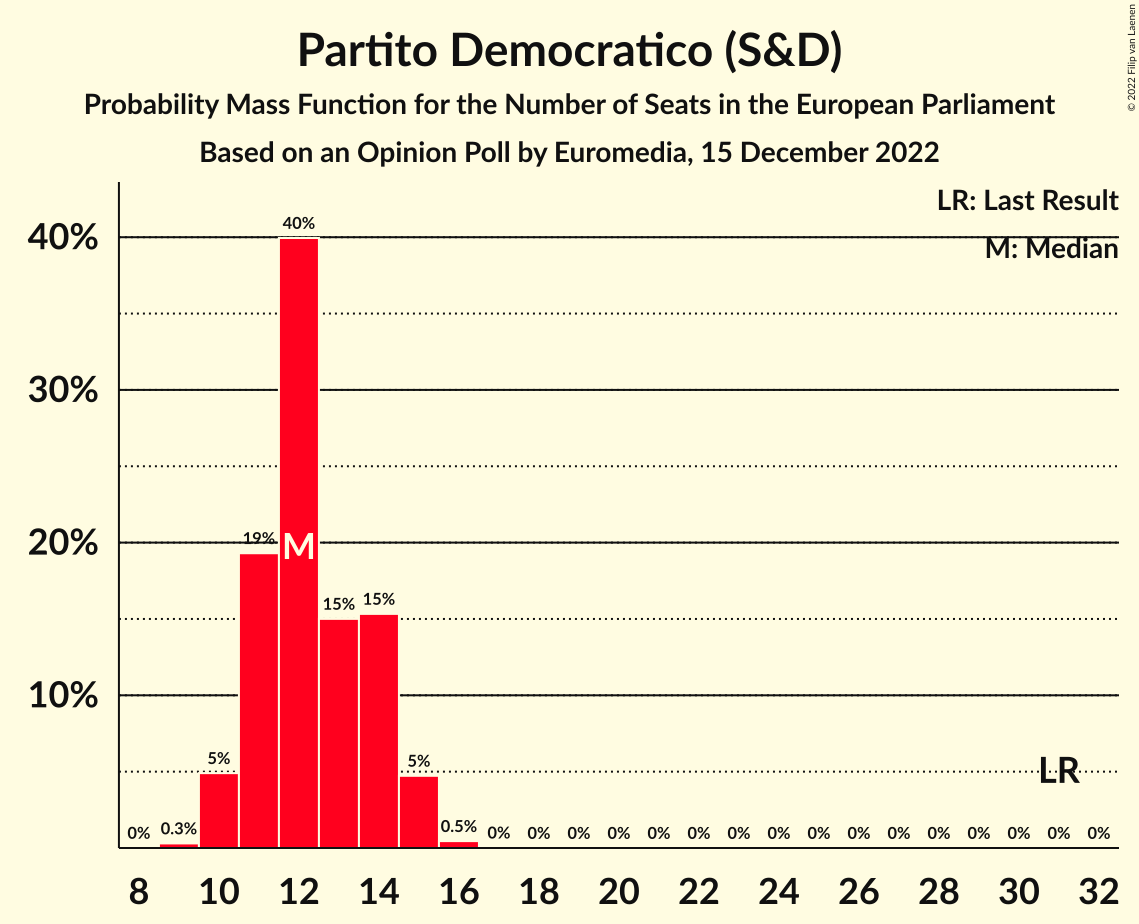 Partito Democratico (S&D)
Probability Mass Function for the Number of Seats in the European Parliament
Based on an Opinion Poll by Euromedia, 15 December 2022
© 2022 Filip van Laenen
LR: Last Result
M: Median
40%
30%
20%
10%
0% 0.3% 5% 19% 40% 15% 15% 5% 0.5% 0% 0% 0% 0% 0% 0% 0% 0% 0% 0% 0% 0% 0% 0% 0% 0%
M
LR
8 10 12 14 16 18 20 22 24 26 28 30 32